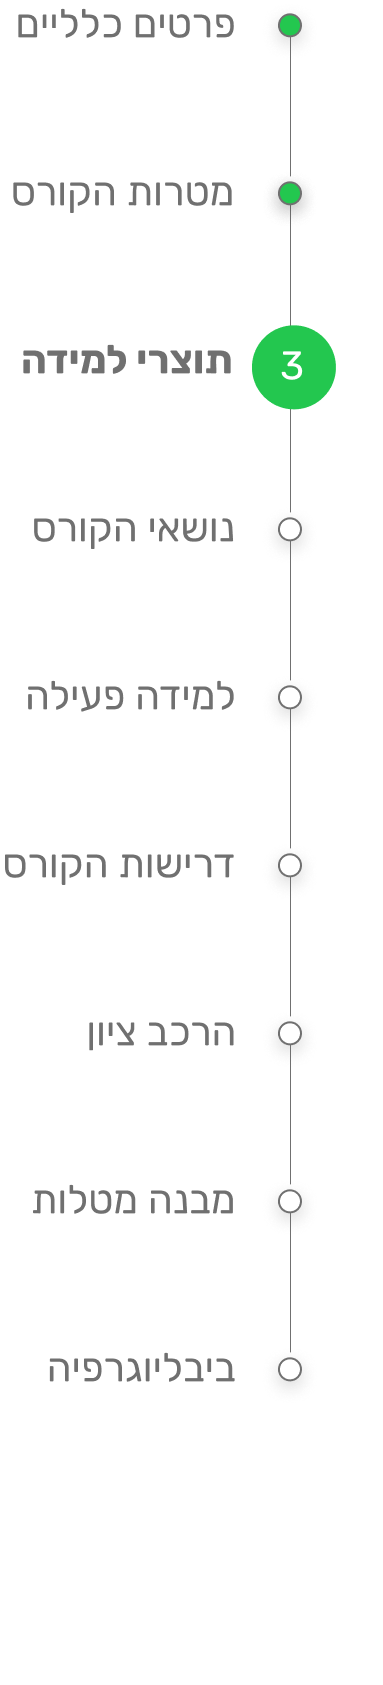 פרטים כלליים
מטרות הקורס
תוצרי למידה
3
נושאי הקורס
למידה פעילה
דרישות הקורס
הרכב ציון
מבנה מטלות
ביבליוגרפיה